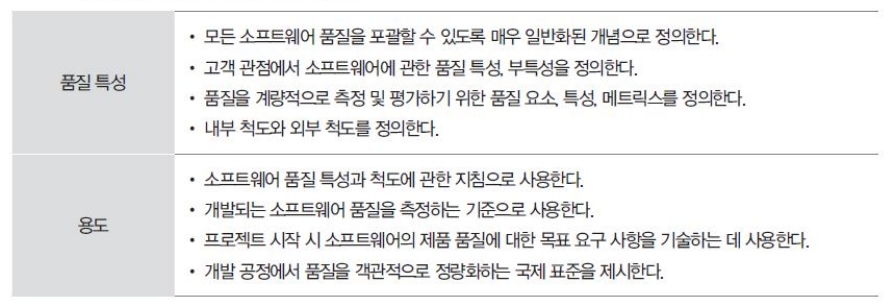 품질 특성
• 모든 소프트웨어 품질을 포괄할 수 있도록 매우 일반화된 개념으로 정의한다.
• 고객 관점에서 소프트웨어에 관한 품질 특성, 부특성을 정의한다.
• 품질을 계량적으로 측정 및 평가하기 위한 품질 요소, 특성, 메트릭스를 정의한다.
• 내부 척도와 외부 척도를 정의한다.
용도
• 소프트웨어 품질 특성과 척도에 관한 지침으로 사용한다.
• 개발되는 소프트웨어 품질을 측정하는 기준으로 사용한다.
• 프로젝트 시작 시 소프트웨어의 제품 품질에 대한 목표 요구 사항을 기술하는 데 사용한다.
• 개발 공정에서 품질을 객관적으로 정량화하는 국제 표준을 제시한다.